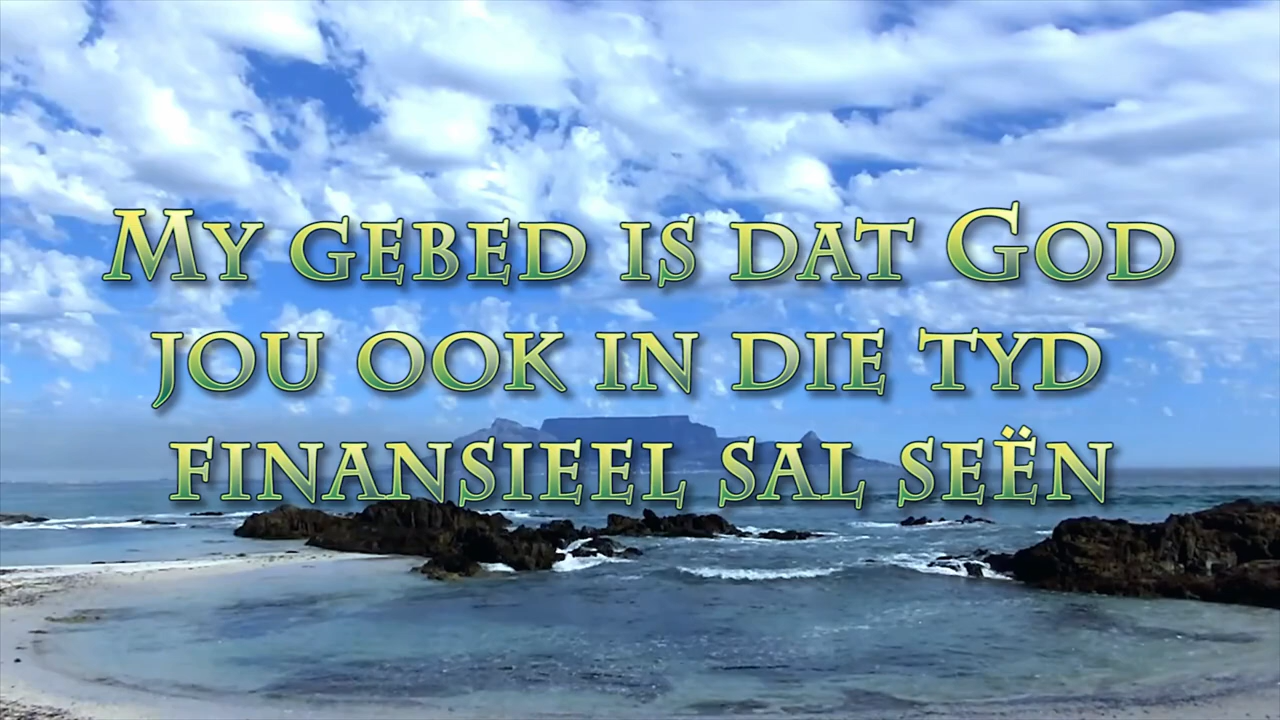 My gebed is dat God
jou ook in die tyd
finansieel sal seën